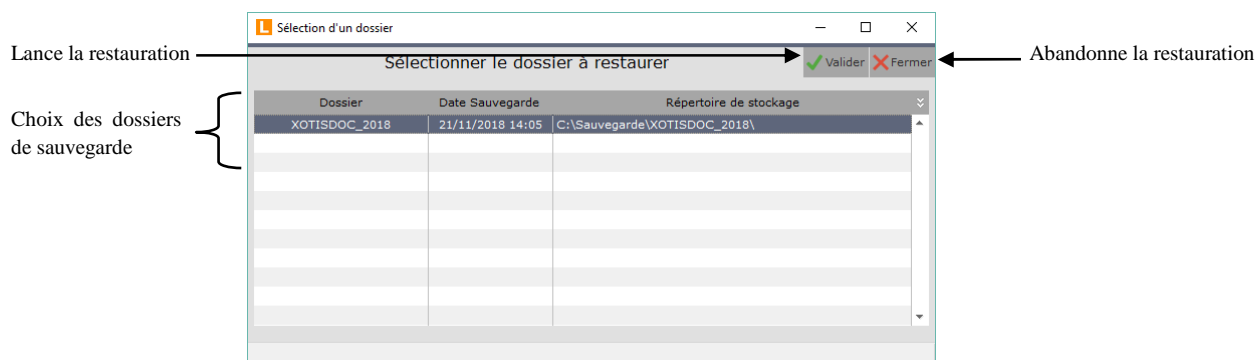 L Sélection d'un dossier
Lance la restauration
Sélectionner le dossier à restaurer
Valider
Fermer
Abandonne la restauration
Choix des dossiers
de sauvegarde
Dossier Date Sauvegarde Répertoire de stockage
XOTISDOC_2018 21/11/2018 14:05 C:\Sauvegarde\XOTISDOC_2018\